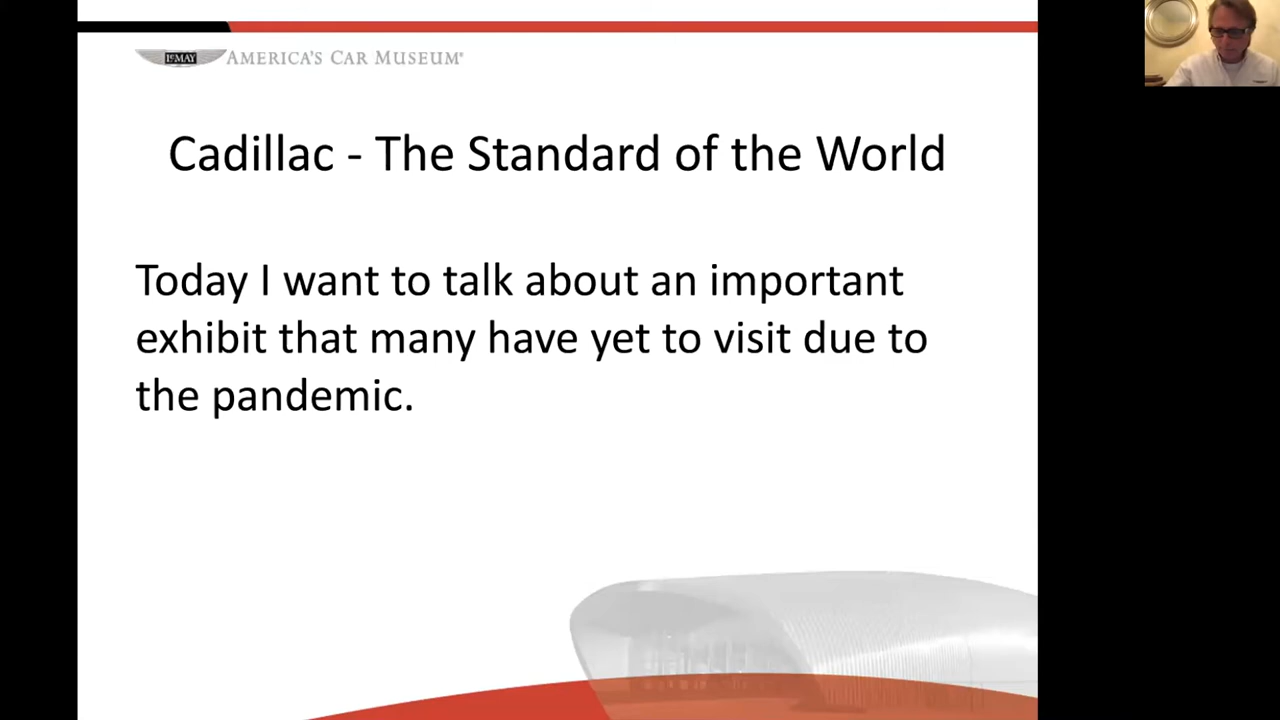 LEMAY AMERICA'S CAR MUSEUM®
Cadillac - The Standard of the World
Today I want to talk about an important
exhibit that many have yet to visit due to
the pandemic.